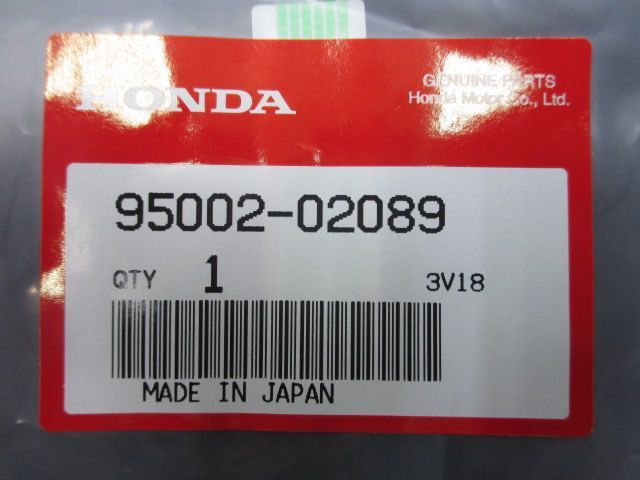 HONDA
GENUINE PARTS
Honda Motor Co., Ltd.
95002-02089
QTY 1 3V18
MADE IN JAPAN